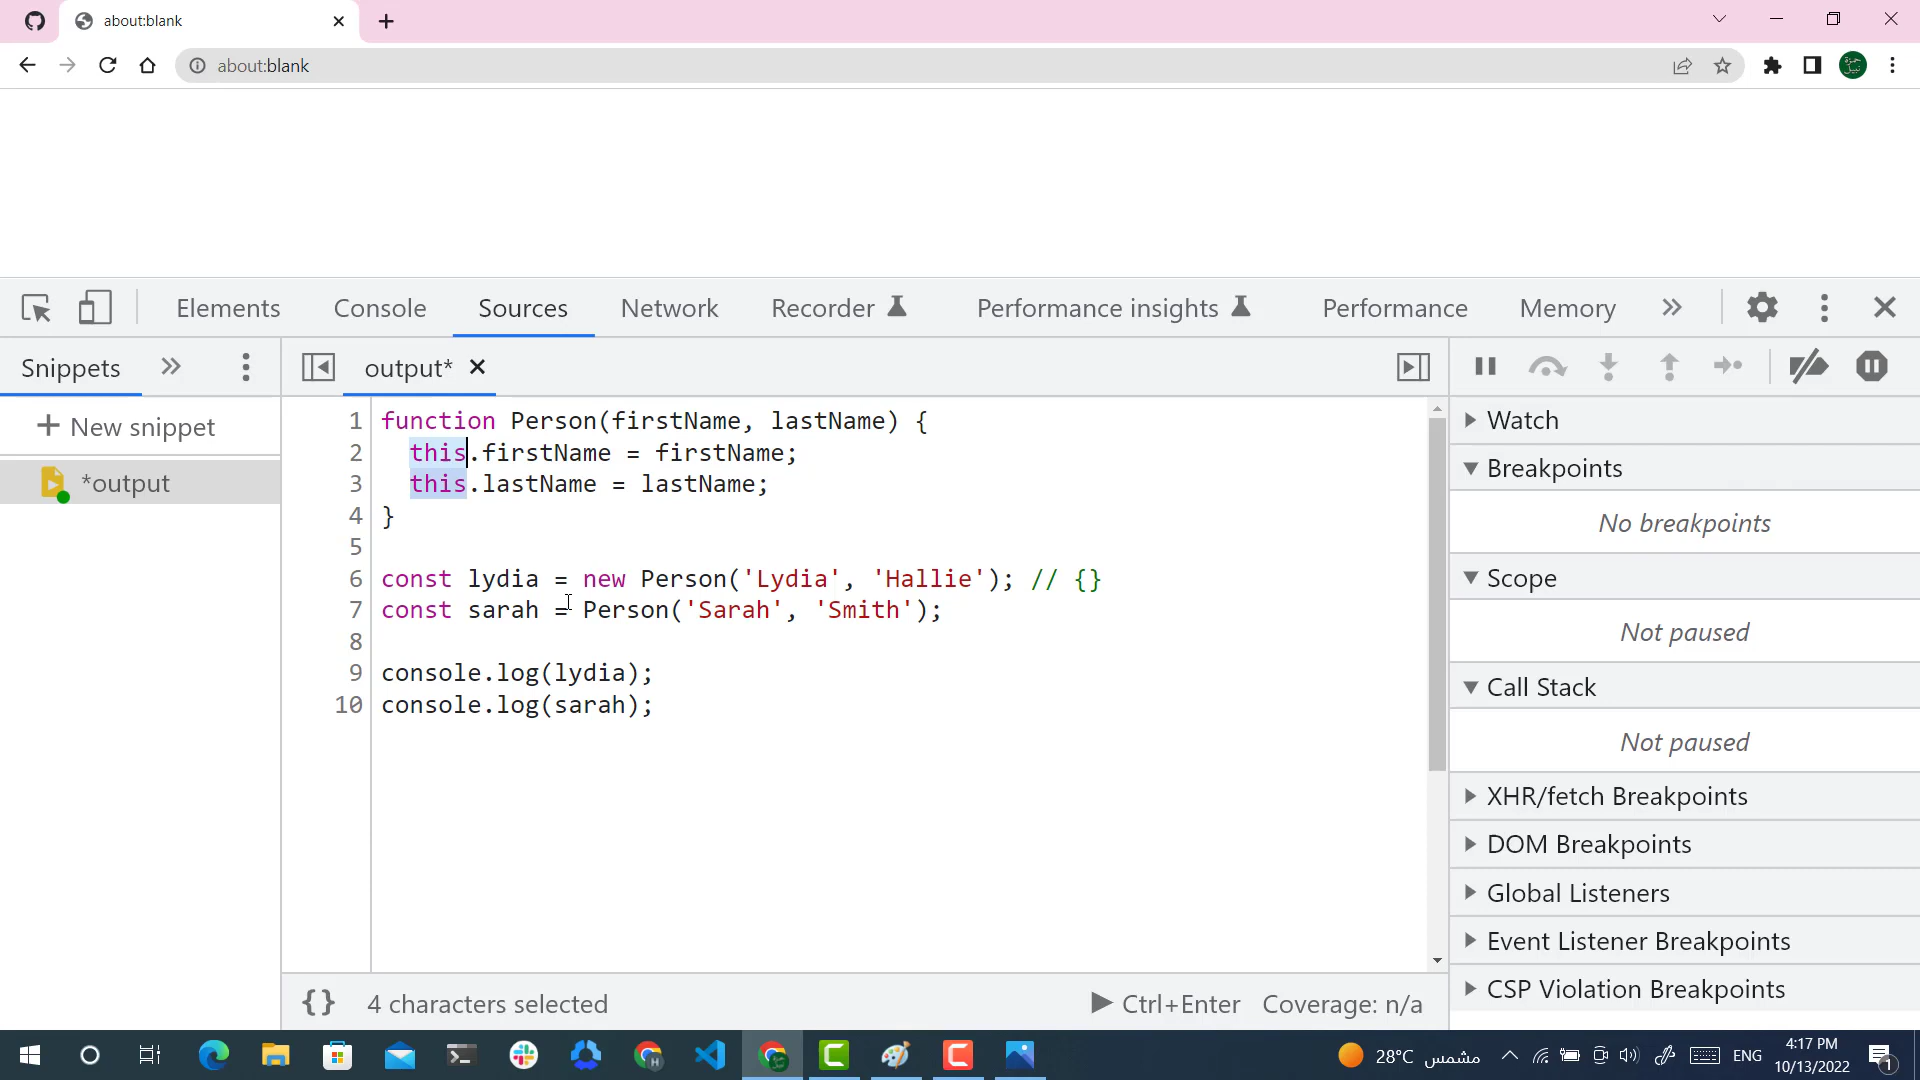 about:blank
about:blank
Elements Console Sources Network Recorder Performance insights Performance Memory
Snippets
output*
New snippet
*output
1 function Person(firstName, lastName) {
2 this.firstName = firstName;
3 this.lastName = lastName;
4 }
5
6 const lydia = new Person('Lydia', 'Hallie'); // {}
7 const sarah = Person('Sarah', 'Smith');
8
9 console.log(lydia);
10 console.log(sarah);
{ } 4 characters selected
Ctrl+Enter Coverage: n/a
Watch
Breakpoints
No breakpoints
Scope
Not paused
Call Stack
Not paused
XHR/fetch Breakpoints
DOM Breakpoints
Global Listeners
Event Listener Breakpoints
CSP Violation Breakpoints
28°C مشمس
ENG
4:17 PM
10/13/2022
1